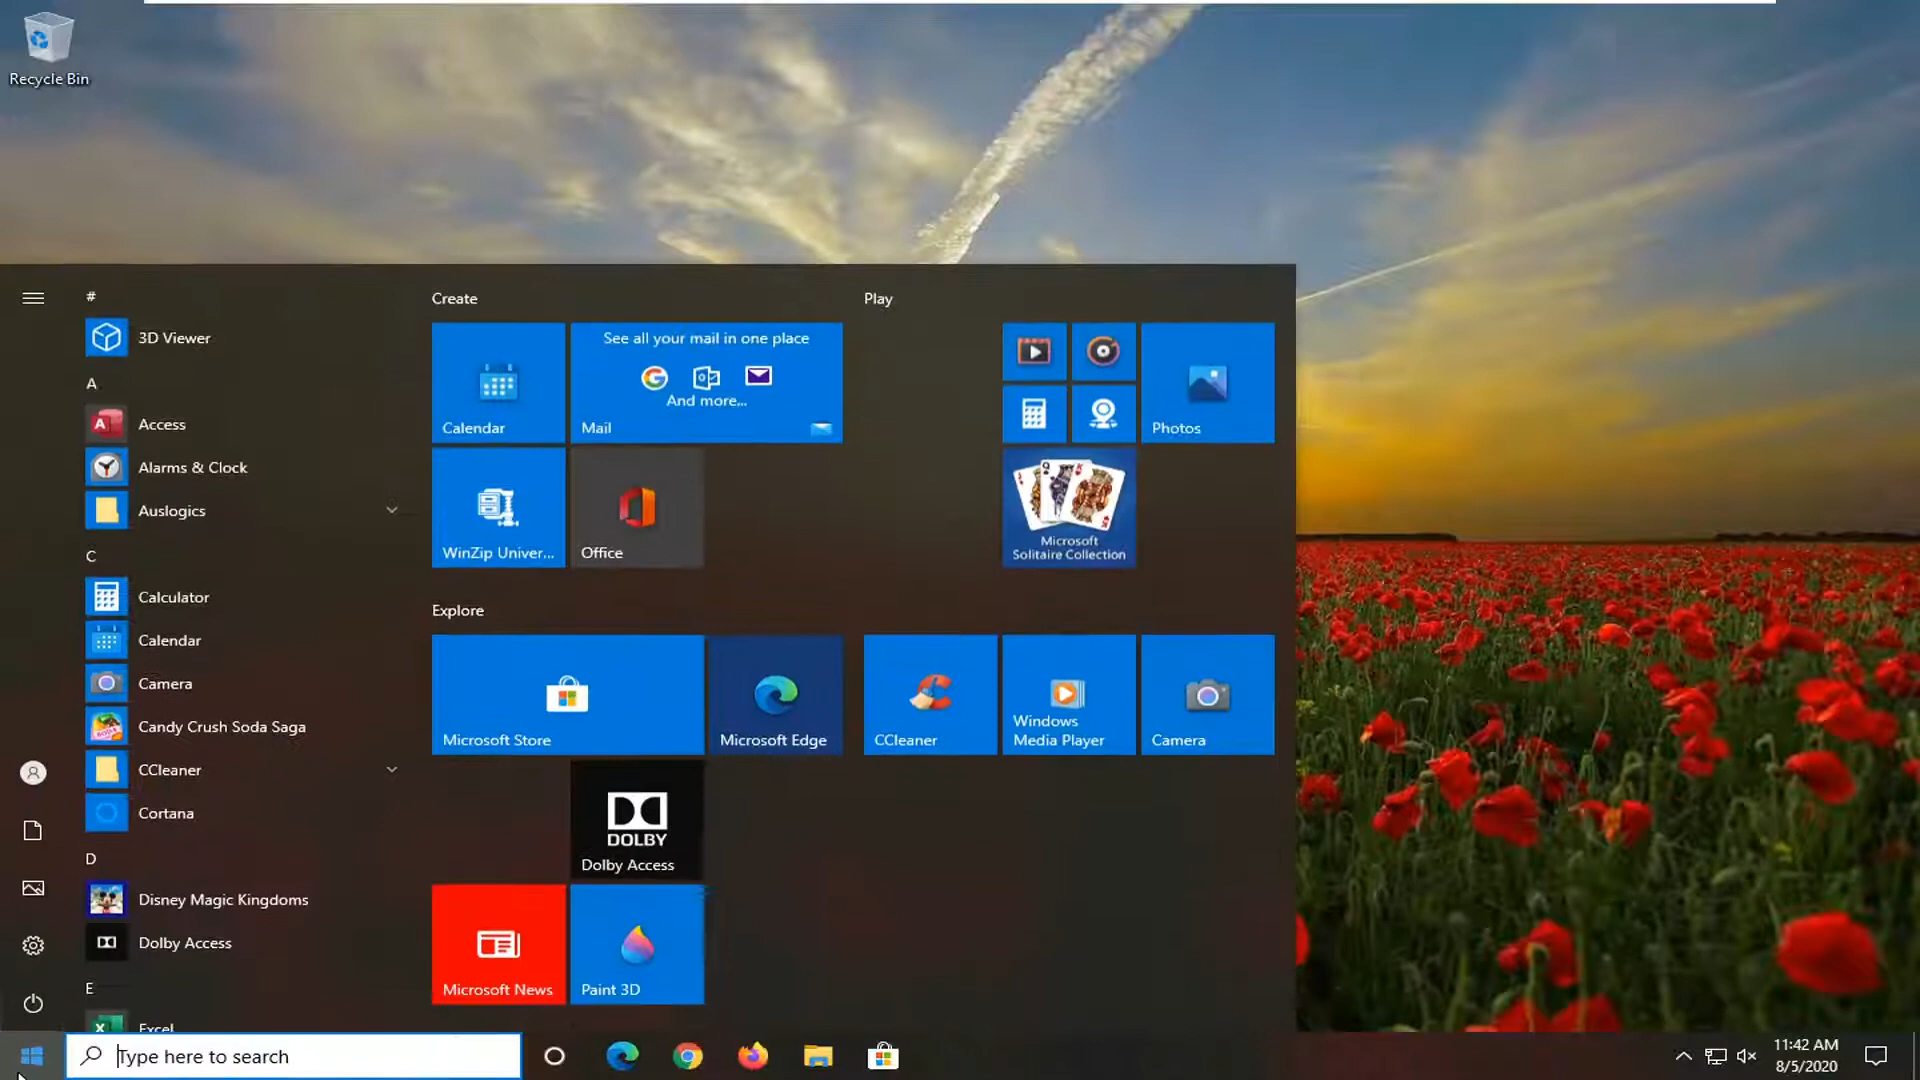 Recycle Bin
#
3D Viewer
A
Access
Alarms & Clock
Auslogics
C
Calculator
Calendar
Camera
Candy Crush Soda Saga
CCleaner
Cortana
D
Disney Magic Kingdoms
Dolby Access
E
Excel
Create
Calendar
See all your mail in one place
And more...
Mail
WinZip Univer...
Office
Explore
Microsoft Store
Microsoft Edge
DOLBY
Dolby Access
Microsoft News
Paint 3D
Play
Photos
Microsoft
Solitaire Collection
CCleaner
Windows
Media Player
Camera
Type here to search
11:42 AM
8/5/2020